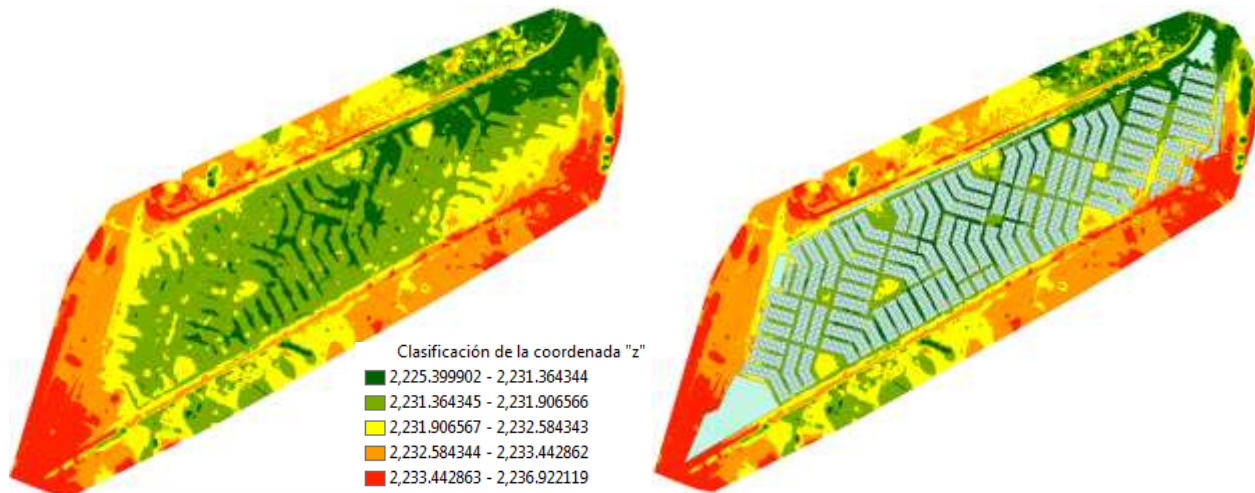 Clasificación de la coordenada "z"
2,225.399902 - 2,231.364344
2,231.364345 - 2,231.906566
2,231.906567 - 2,232.584343
2,232.584344 - 2,233.442862
2,233.442863 - 2,236.922119